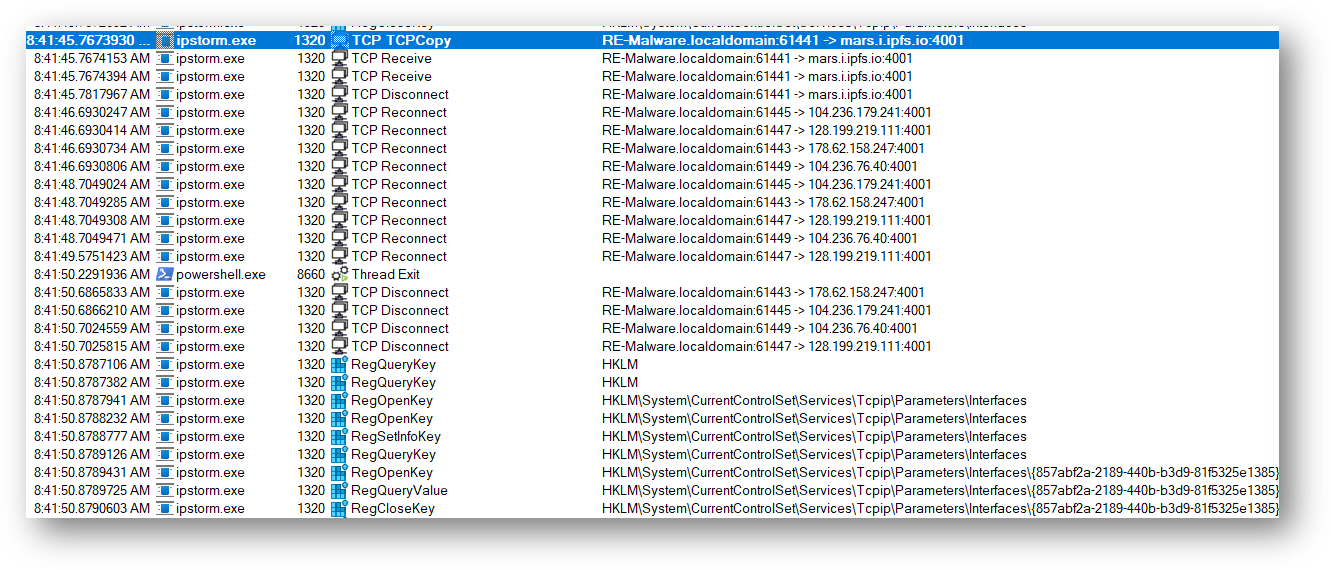 8:41:45.7673930 ... ipstorm.exe 1320 TCP TCPCopy RE-Malware.localdomain:61441 -> mars.i.ipfs.io:4001
8:41:45.7674153 AM ipstorm.exe 1320 TCP Receive RE-Malware.localdomain:61441 -> mars.i.ipfs.io:4001
8:41:45.7674394 AM ipstorm.exe 1320 TCP Receive RE-Malware.localdomain:61441 -> mars.i.ipfs.io:4001
8:41:45.7817967 AM ipstorm.exe 1320 TCP Disconnect RE-Malware.localdomain:61441 -> mars.i.ipfs.io:4001
8:41:46.6930247 AM ipstorm.exe 1320 TCP Reconnect RE-Malware.localdomain:61445 -> 104.236.179.241:4001
8:41:46.6930414 AM ipstorm.exe 1320 TCP Reconnect RE-Malware.localdomain:61447 -> 128.199.219.111:4001
8:41:46.6930734 AM ipstorm.exe 1320 TCP Reconnect RE-Malware.localdomain:61443 -> 178.62.158.247:4001
8:41:46.6930806 AM ipstorm.exe 1320 TCP Reconnect RE-Malware.localdomain:61449 -> 104.236.76.40:4001
8:41:48.7049024 AM ipstorm.exe 1320 TCP Reconnect RE-Malware.localdomain:61445 -> 104.236.179.241:4001
8:41:48.7049285 AM ipstorm.exe 1320 TCP Reconnect RE-Malware.localdomain:61443 -> 178.62.158.247:4001
8:41:48.7049308 AM ipstorm.exe 1320 TCP Reconnect RE-Malware.localdomain:61447 -> 128.199.219.111:4001
8:41:48.7049471 AM ipstorm.exe 1320 TCP Reconnect RE-Malware.localdomain:61449 -> 104.236.76.40:4001
8:41:49.5751423 AM ipstorm.exe 1320 TCP Reconnect RE-Malware.localdomain:61447 -> 128.199.219.111:4001
8:41:50.2291936 AM powershell.exe 8660 Thread Exit
8:41:50.6865833 AM ipstorm.exe 1320 TCP Disconnect RE-Malware.localdomain:61443 -> 178.62.158.247:4001
8:41:50.6866210 AM ipstorm.exe 1320 TCP Disconnect RE-Malware.localdomain:61445 -> 104.236.179.241:4001
8:41:50.7024559 AM ipstorm.exe 1320 TCP Disconnect RE-Malware.localdomain:61449 -> 104.236.76.40:4001
8:41:50.7025815 AM ipstorm.exe 1320 TCP Disconnect RE-Malware.localdomain:61447 -> 128.199.219.111:4001
8:41:50.8787106 AM ipstorm.exe 1320 RegQueryKey HKLM
8:41:50.8787382 AM ipstorm.exe 1320 RegQueryKey HKLM
8:41:50.8787941 AM ipstorm.exe 1320 RegOpenKey HKLM\System\CurrentControlSet\Services\Tcpip\Parameters\Interfaces
8:41:50.8788232 AM ipstorm.exe 1320 RegOpenKey HKLM\System\CurrentControlSet\Services\Tcpip\Parameters\Interfaces
8:41:50.8788777 AM ipstorm.exe 1320 RegSetInfoKey HKLM\System\CurrentControlSet\Services\Tcpip\Parameters\Interfaces
8:41:50.8789126 AM ipstorm.exe 1320 RegQueryKey HKLM\System\CurrentControlSet\Services\Tcpip\Parameters\Interfaces
8:41:50.8789431 AM ipstorm.exe 1320 RegOpenKey HKLM\System\CurrentControlSet\Services\Tcpip\Parameters\Interfaces\{857abf2a-2189-440b-b3d9-81f5325e1385}
8:41:50.8789725 AM ipstorm.exe 1320 RegQueryValue HKLM\System\CurrentControlSet\Services\Tcpip\Parameters\Interfaces\{857abf2a-2189-440b-b3d9-81f5325e1385}
8:41:50.8790603 AM ipstorm.exe 1320 RegCloseKey HKLM\System\CurrentControlSet\Services\Tcpip\Parameters\Interfaces\{857abf2a-2189-440b-b3d9-81f5325e1385}